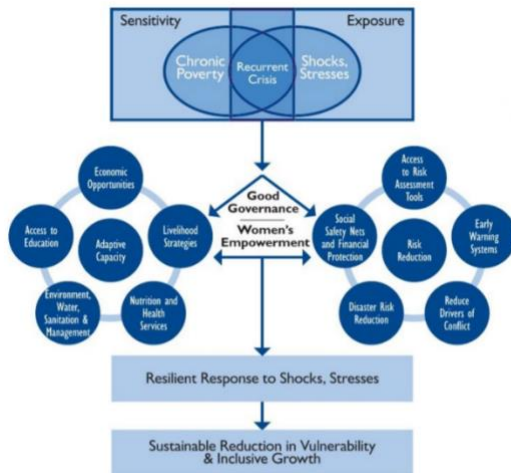 Sensitivity
Exposure
Chronic
Poverty
Recurrent
Crisis
Shocks,
Stresses
Good
Governance
Women's
Empowerment
Economic
Opportunities
Access to
Education
Adaptive
Capacity
Livelihood
Strategies
Environment,
Water,
Sanitation &
Management
Nutrition and
Health
Services
Access
to Risk
Assessment
Tools
Social
Safety Nets
and Financial
Protection
Risk
Reduction
Early
Warning
Systems
Disaster Risk
Reduction
Reduce
Drivers of
Conflict
Resilient Response to Shocks, Stresses
Sustainable Reduction in Vulnerability
& Inclusive Growth